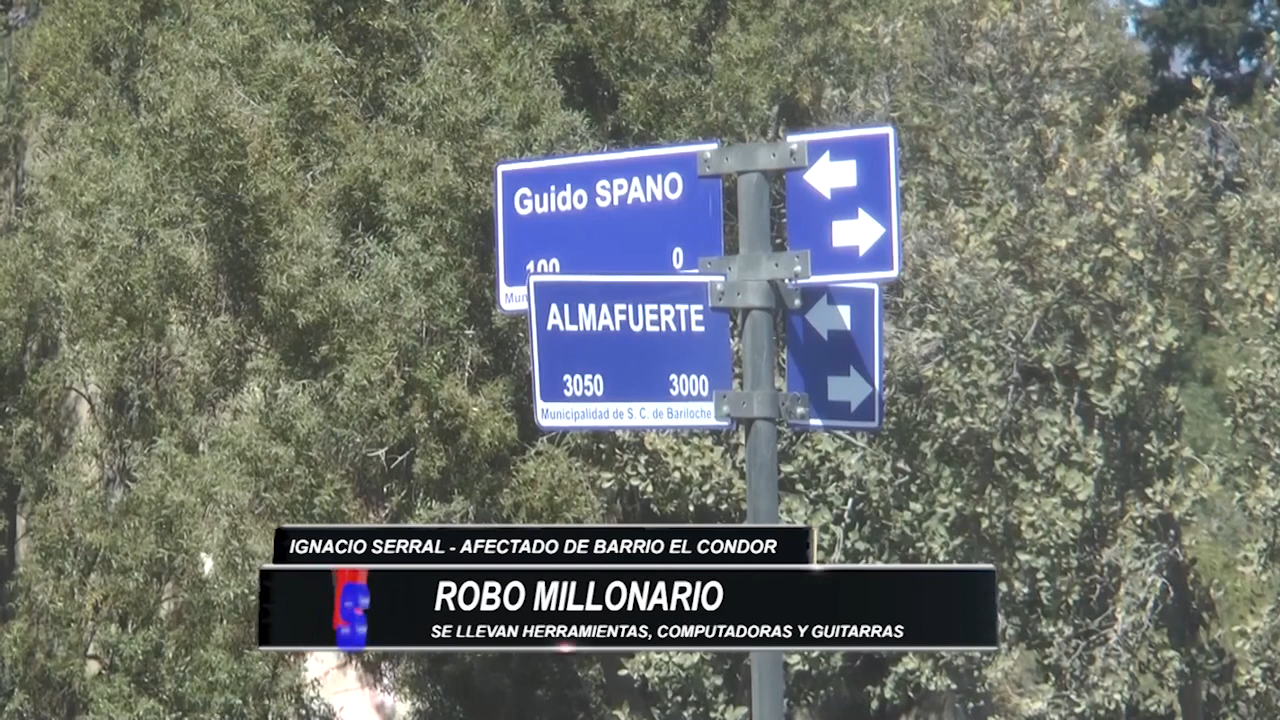 Guido SPANO
100 0
ALMAFUERTE
3050 3000
Municipalidad de S. C. de Bariloche
IGNACIO SERRAL - AFECTADO DE BARRIO EL CONDOR
ROBO MILLONARIO
SE LLEVAN HERRAMIENTAS, COMPUTADORAS Y GUITARRAS